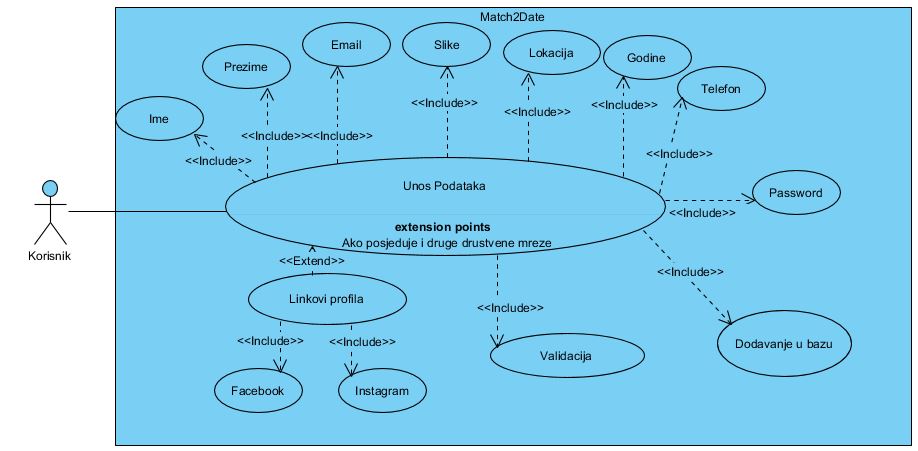 Match2Date
Email
Slike
Lokacija
Godine
Prezime
Telefon
Ime
<<Include>>
<<Include>>
<<Include>>
<<Include>>
<<Include>>
<<Include>>
<<Include>>
<<Include>>
Unos Podataka
Password
<<Include>>
extension points
Ako posjeduje i druge drustvene mreze
Korisnik
<<Extend>>
<<Include>>
Linkovi profila
<<Include>>
<<Include>>
<<Include>>
Dodavanje u bazu
Validacija
Facebook
Instagram